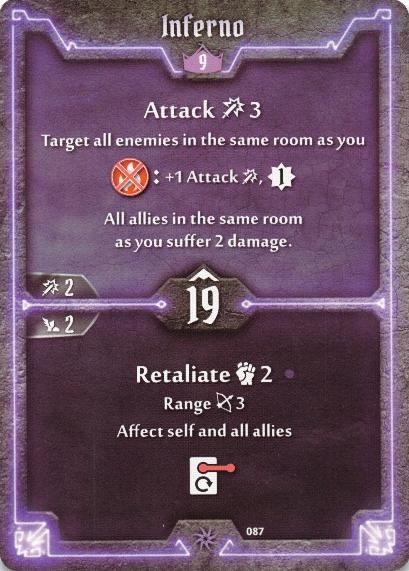 Inferno
9
Attack 3
Target all enemies in the same room as you
: +1 Attack , 1
All allies in the same room
as you suffer 2 damage.
2
19
2
Retaliate 2
Range 3
Affect self and all allies
087